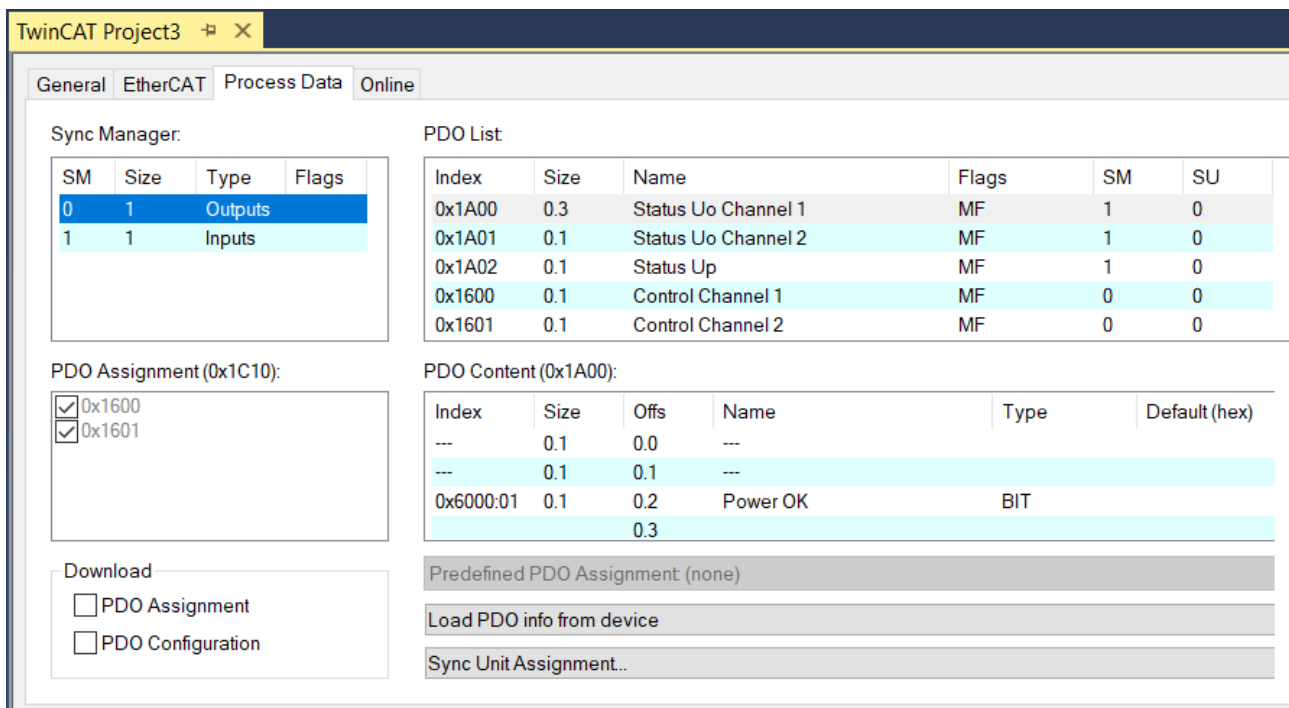 TwinCAT Project3
General EtherCAT Process Data Online
Sync Manager:
SM Size Type Flags
0 1 Outputs
1 1 Inputs
PDO List:
Index Size Name Flags SM SU
0x1A00 0.3 Status Uo Channel 1 MF 1 0
0x1A01 0.1 Status Uo Channel 2 MF 1 0
0x1A02 0.1 Status Up MF 1 0
0x1600 0.1 Control Channel 1 MF 0 0
0x1601 0.1 Control Channel 2 MF 0 0
PDO Assignment (0x1C10):
0x1600
0x1601
PDO Content (0x1A00):
Index Size Offs Name Type Default (hex)
--- 0.1 0.0 ---
--- 0.1 0.1 ---
0x6000:01 0.1 0.2 Power OK BIT
0.3
Download
PDO Assignment
PDO Configuration
Predefined PDO Assignment: (none)
Load PDO info from device
Sync Unit Assignment...